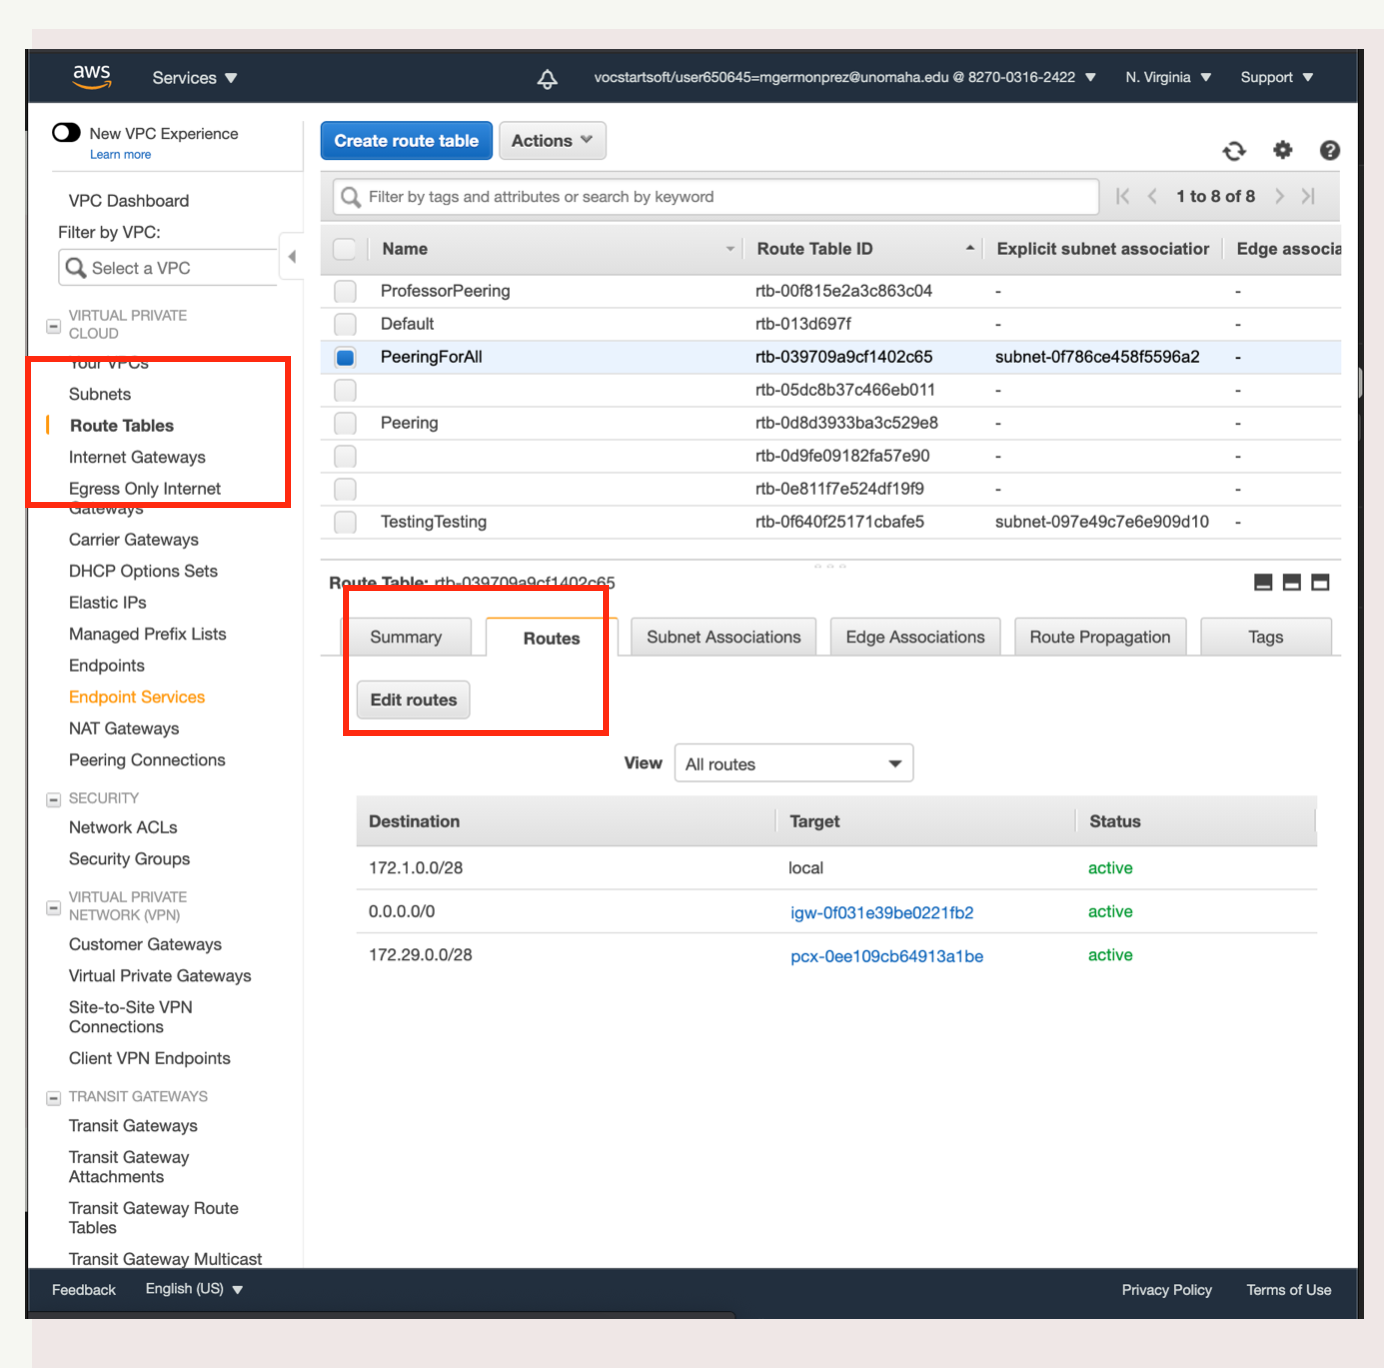 aws
Services
vocstartsoft/user650645=mgermonprez@unomaha.edu @ 8270-0316-2422
N. Virginia
Support
New VPC Experience
Learn more
VPC Dashboard
Filter by VPC:
Select a VPC
VIRTUAL PRIVATE
CLOUD
Your VPCs
Subnets
Route Tables
Internet Gateways
Egress Only Internet
Gateways
Carrier Gateways
DHCP Options Sets
Elastic IPs
Managed Prefix Lists
Endpoints
Endpoint Services
NAT Gateways
Peering Connections
SECURITY
Network ACLs
Security Groups
VIRTUAL PRIVATE
NETWORK (VPN)
Customer Gateways
Virtual Private Gateways
Site-to-Site VPN
Connections
Client VPN Endpoints
TRANSIT GATEWAYS
Transit Gateways
Transit Gateway
Attachments
Transit Gateway Route
Tables
Transit Gateway Multicast
Create route table
Actions
Filter by tags and attributes or search by keyword
1 to 8 of 8
Name Route Table ID Explicit subnet association Edge associa
ProfessorPeering rtb-00f815e2a3c863c04 - -
Default rtb-013d697f - -
PeeringForAll rtb-039709a9cf1402c65 subnet-0f786ce458f5596a2 -
rtb-05dc8b37c466eb011 - -
Peering rtb-0d8d3933ba3c529e8 - -
rtb-0d9fe09182fa57e90 - -
rtb-0e811f7e524df19f9 - -
TestingTesting rtb-0f640f25171cbafe5 subnet-097e49c7e6e909d10 -
Route Table: rtb-039709a9cf1402c65
Summary Routes Subnet Associations Edge Associations Route Propagation Tags
Edit routes
View All routes
Destination Target Status
172.1.0.0/28 local active
0.0.0.0/0 igw-0f031e39be0221fb2 active
172.29.0.0/28 pcx-0ee109cb64913a1be active
Feedback
English (US)
Privacy Policy
Terms of Use